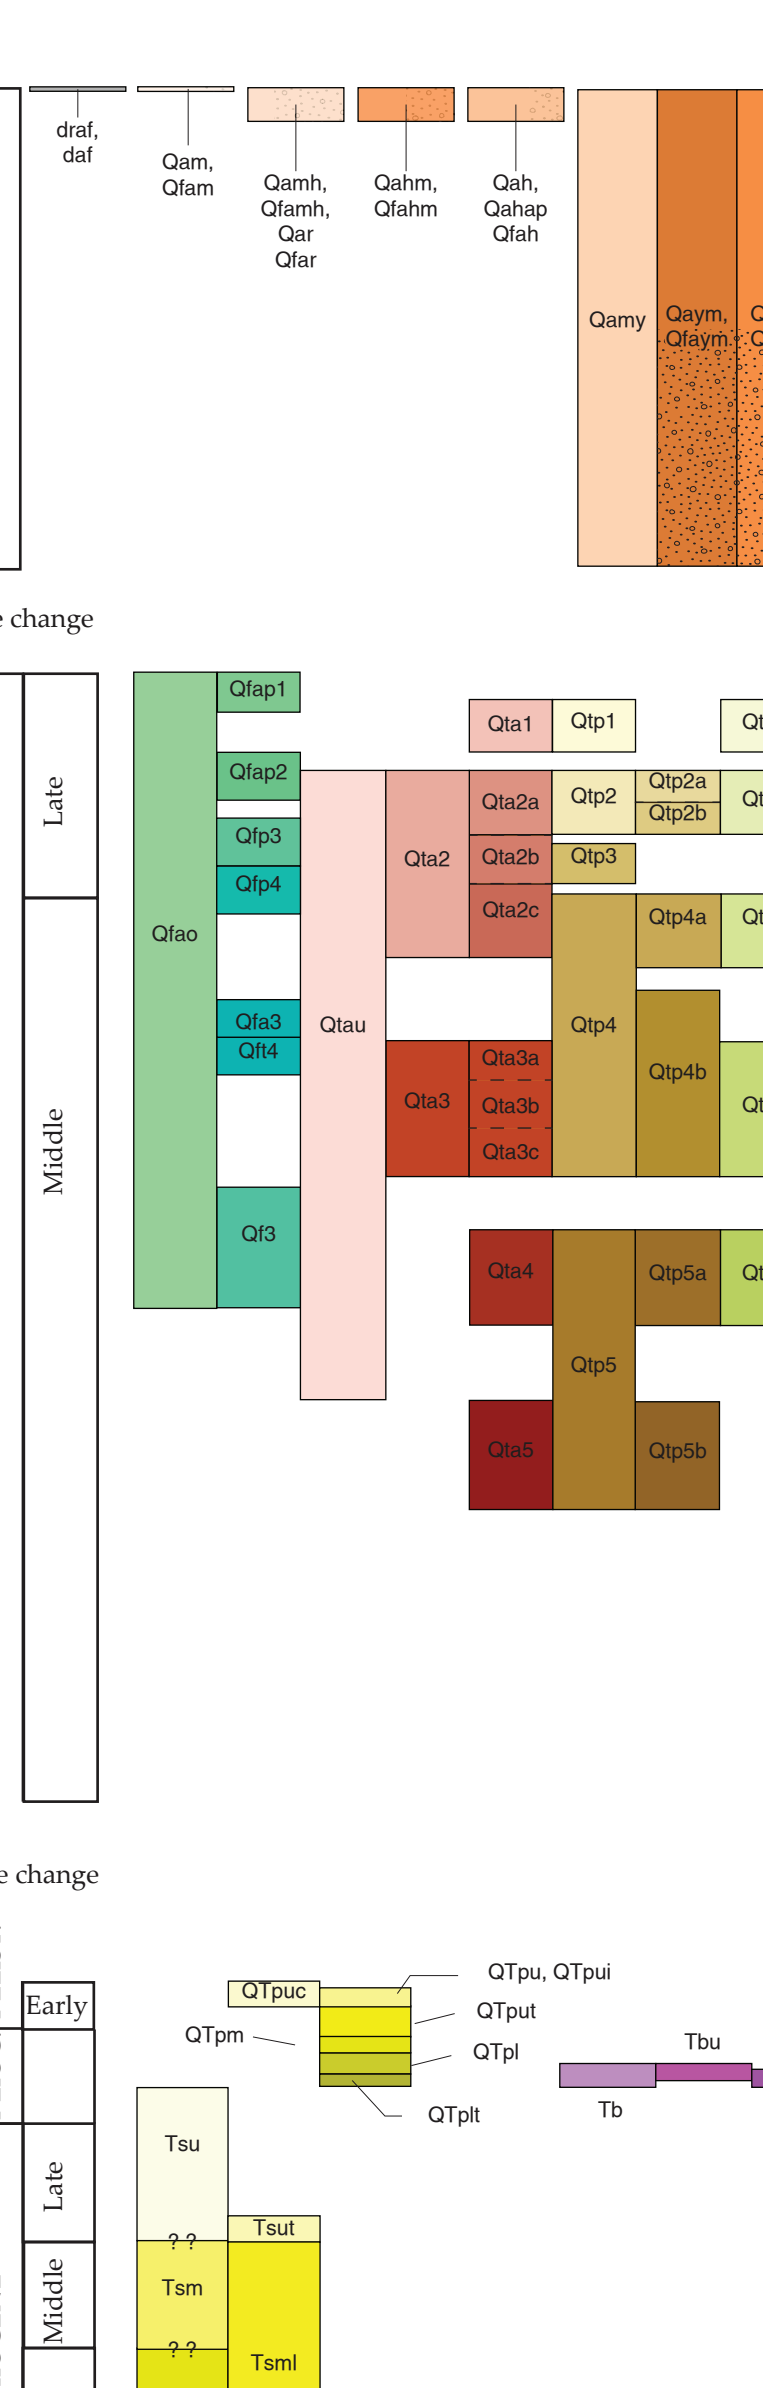 draf,
daf
Qam,
Qfam
Qamh,
Qfamh,
Qar
Qfar
Qahm,
Qfahm
Qah,
Qahap
Qfah
Qamy
Qaym,
Qfaym
change
Late
Middle
Qfao
Qfap1
Qfap2
Qfp3
Qfp4
Qfa3
Qft4
Qf3
Qtau
Qta2
Qta3
Qta1
Qta2a
Qta2b
Qta2c
Qta3a
Qta3b
Qta3c
Qta4
Qta5
Qtp1
Qtp2
Qtp3
Qtp4
Qtp5
Qtp2a
Qtp2b
Qtp4a
Qtp4b
Qtp5a
Qtp5b
change
Early
Late
Middle
QTpuc
QTpu, QTpui
QTput
QTpm
QTpl
QTplt
Tbu
Tb
Tsu
? ?
Tsut
Tsm
? ?
Tsml